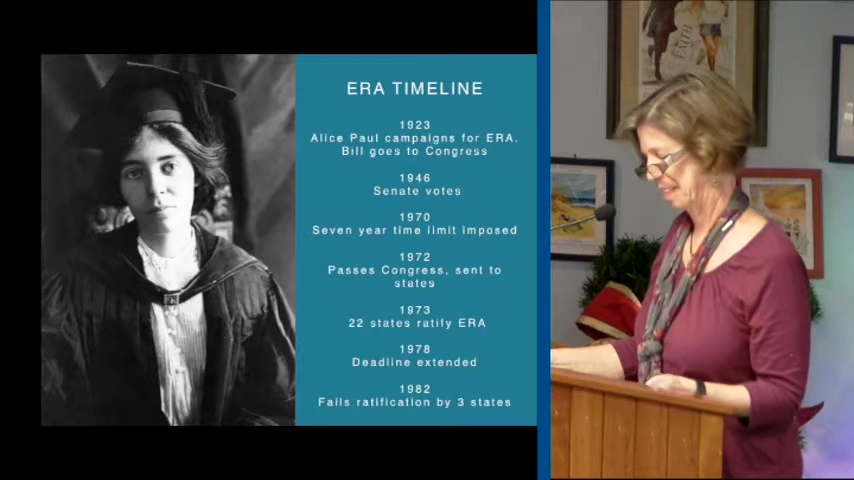 ERA TIMELINE
1923
Alice Paul campaigns for ERA.
Bill goes to Congress
1946
Senate votes
1970
Seven year time limit imposed
1972
Passes Congress, sent to
states
1973
22 states ratify ERA
1978
Deadline extended
1982
Fails ratification by 3 states